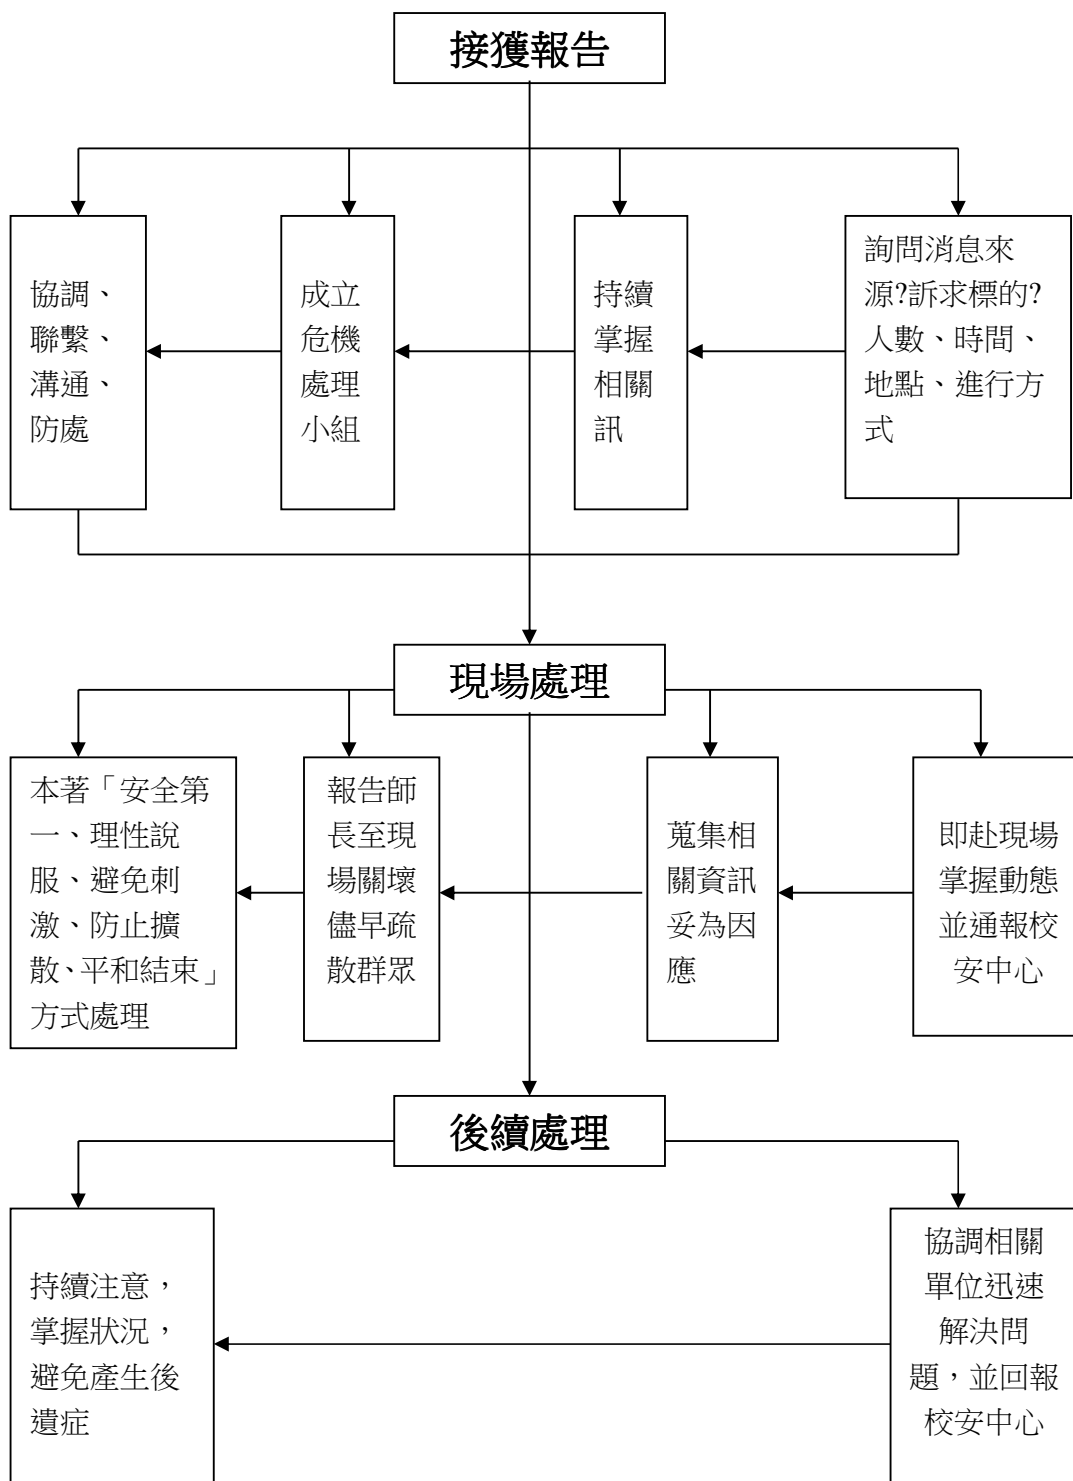 接獲報告
協調、
聯繫、
溝通、
防處
成立
危機
處理
小組
持續
掌握
相關
訊
詢問消息來
源?訴求標的?
人數、時間、
地點、進行方
式
現場處理
本著「安全第
一、理性說
服、避免刺
激、防止擴
散、平和結束」
方式處理
報告師
長至現
場關壞
儘早疏
散群眾
蒐集相
關資訊
妥為因
應
即赴現場
掌握動態
並通報校
安中心
後續處理
持續注意，
掌握狀況，
避免產生後
遺症
協調相關
單位迅速
解決問
題，並回報
校安中心